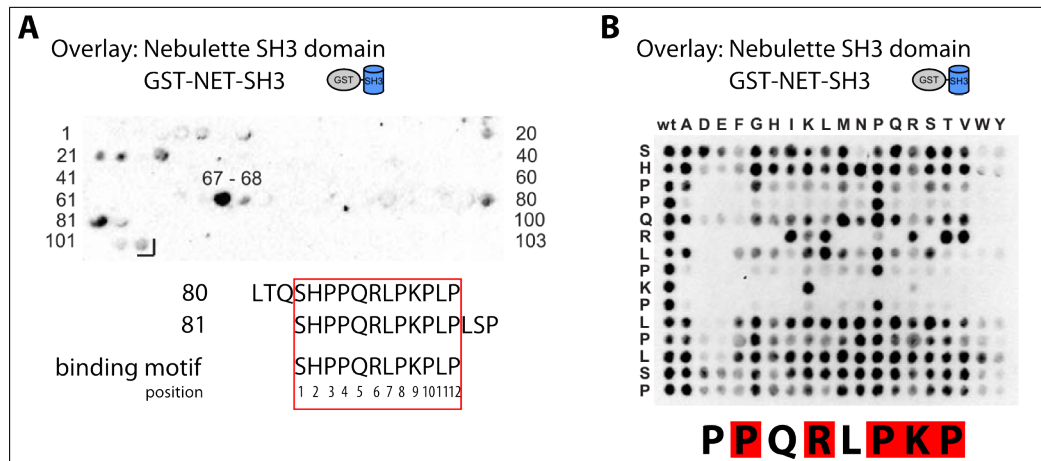 A
Overlay: Nebulette SH3 domain
GST-NET-SH3
GST
SH3
1 20
21 40
41 67 - 68 60
61 80
81 100
101 103
80 LTQSHPPQRLPKPLP
81 SHPPQRLPKPLPLSP
binding motif SHPPQRLPKPLP
position 1 2 3 4 5 6 7 8 9 10 11 12
B
Overlay: Nebulette SH3 domain
GST-NET-SH3
GST
SH3
wt A D E F G H I K L M N P Q R S T V W Y
S
H
P
P
Q
R
L
P
K
P
L
P
L
S
P
PPQRLPKP